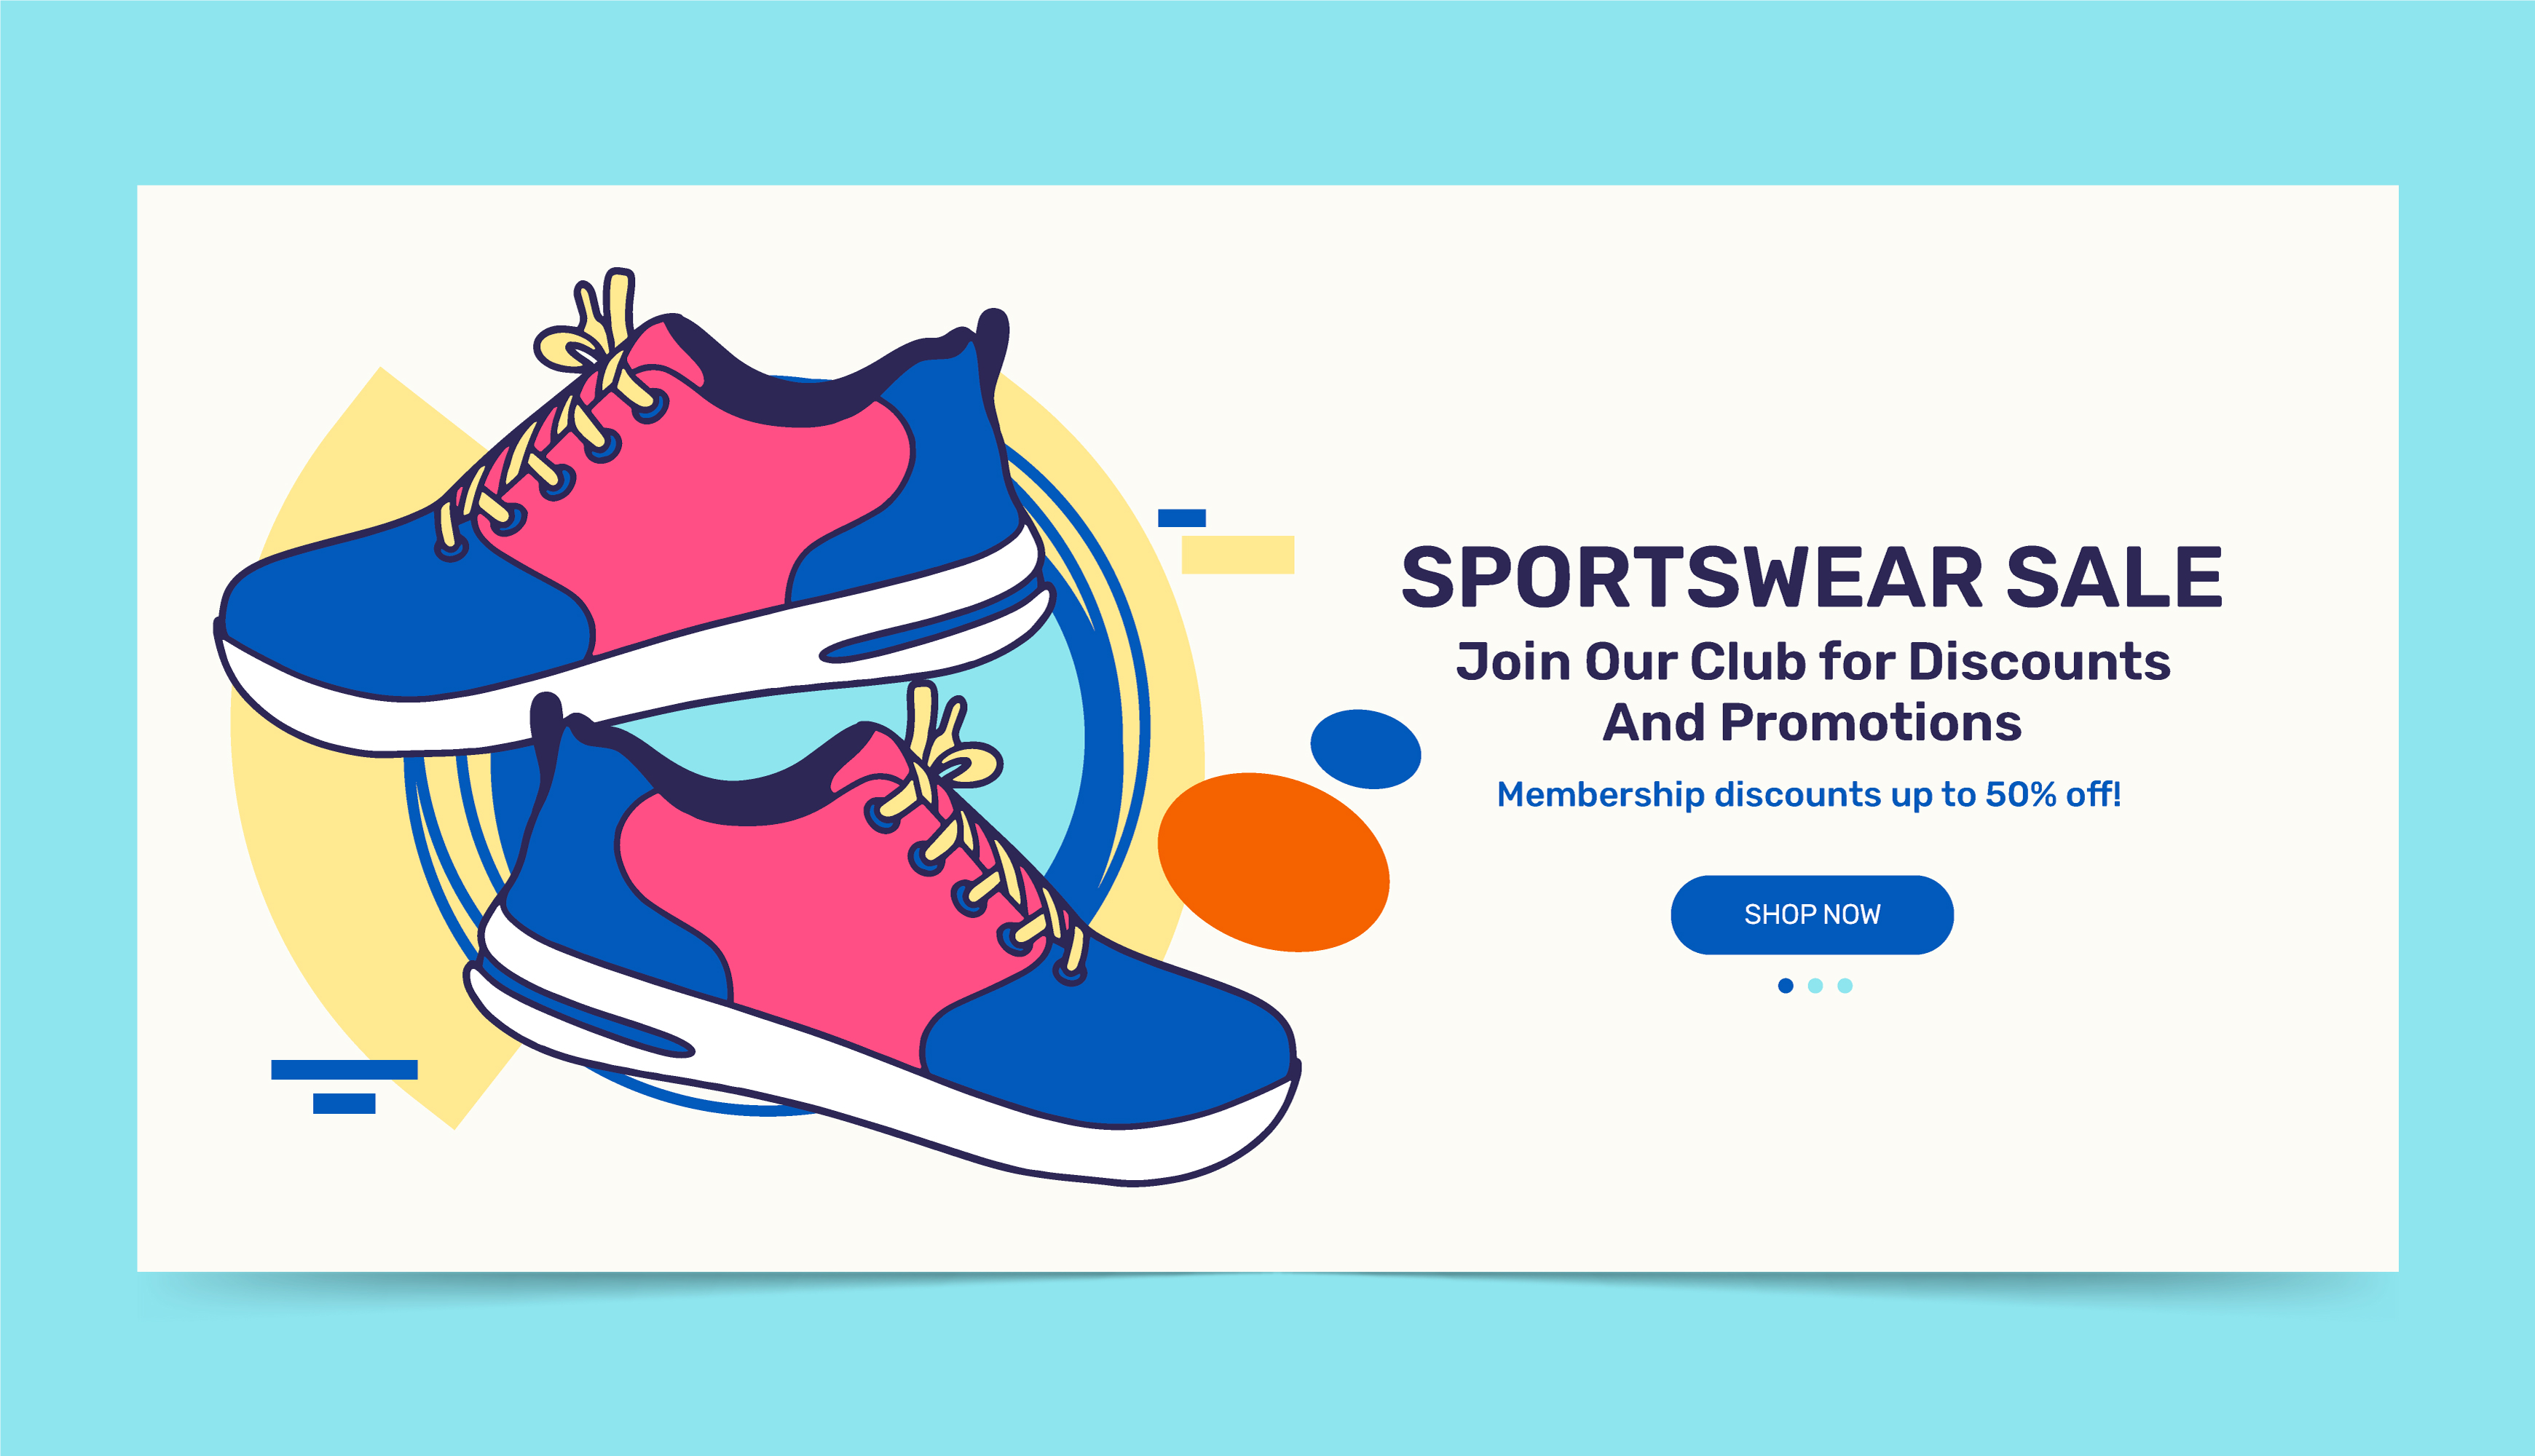 SPORTSWEAR SALE
Join Our Club for Discounts
And Promotions
Membership discounts up to 50% off!
SHOP NOW